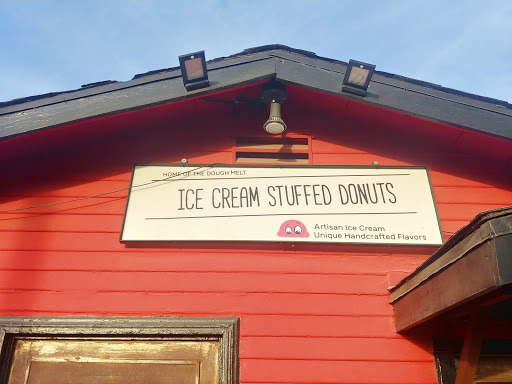 HOME OF THE DOUGH MELT
ICE CREAM STUFFED DONUTS
Artisan Ice Cream
Unique Handcrafted Flavors